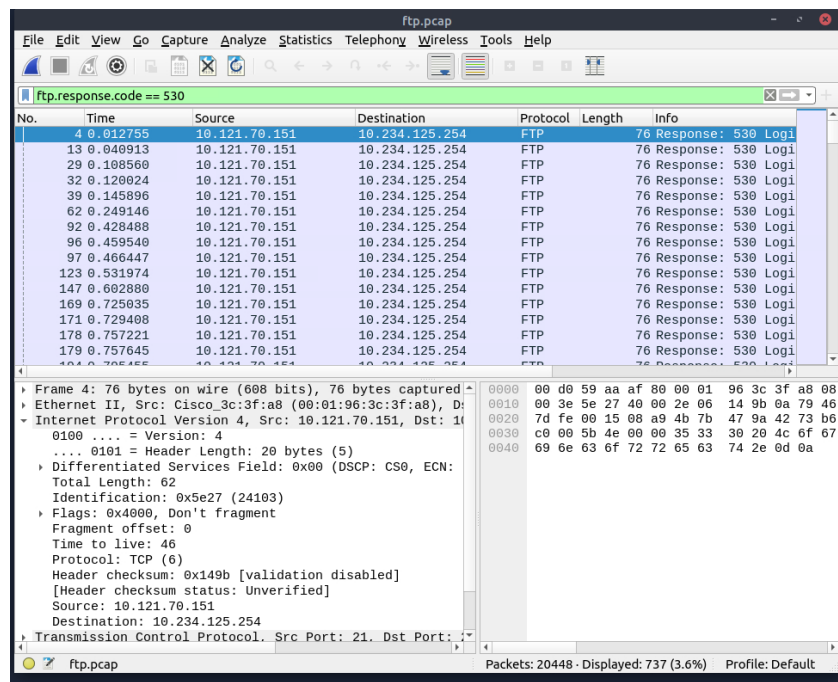 ftp.pcap
File Edit View Go Capture Analyze Statistics Telephony Wireless Tools Help
ftp.response.code == 530
No. Time Source Destination Protocol Length Info
4 0.012755 10.121.70.151 10.234.125.254 FTP 76 Response: 530 Logi
13 0.040913 10.121.70.151 10.234.125.254 FTP 76 Response: 530 Logi
29 0.108560 10.121.70.151 10.234.125.254 FTP 76 Response: 530 Logi
32 0.120024 10.121.70.151 10.234.125.254 FTP 76 Response: 530 Logi
39 0.145896 10.121.70.151 10.234.125.254 FTP 76 Response: 530 Logi
62 0.249146 10.121.70.151 10.234.125.254 FTP 76 Response: 530 Logi
92 0.428488 10.121.70.151 10.234.125.254 FTP 76 Response: 530 Logi
96 0.459540 10.121.70.151 10.234.125.254 FTP 76 Response: 530 Logi
97 0.466447 10.121.70.151 10.234.125.254 FTP 76 Response: 530 Logi
123 0.531974 10.121.70.151 10.234.125.254 FTP 76 Response: 530 Logi
147 0.602880 10.121.70.151 10.234.125.254 FTP 76 Response: 530 Logi
169 0.725035 10.121.70.151 10.234.125.254 FTP 76 Response: 530 Logi
171 0.729408 10.121.70.151 10.234.125.254 FTP 76 Response: 530 Logi
178 0.757221 10.121.70.151 10.234.125.254 FTP 76 Response: 530 Logi
179 0.757645 10.121.70.151 10.234.125.254 FTP 76 Response: 530 Logi
Frame 4: 76 bytes on wire (608 bits), 76 bytes captured
Ethernet II, Src: Cisco_3c:3f:a8 (00:01:96:3c:3f:a8), D
Internet Protocol Version 4, Src: 10.121.70.151, Dst: 1
0100 .... = Version: 4
.... 0101 = Header Length: 20 bytes (5)
Differentiated Services Field: 0x00 (DSCP: CS0, ECN:
Total Length: 62
Identification: 0x5e27 (24103)
Flags: 0x4000, Don't fragment
Fragment offset: 0
Time to live: 46
Protocol: TCP (6)
Header checksum: 0x149b [validation disabled]
[Header checksum status: Unverified]
Source: 10.121.70.151
Destination: 10.234.125.254
Transmission Control Protocol, Src Port: 21, Dst Port:
0000 00 d0 59 aa af 80 00 01 96 3c 3f a8 08
0010 00 3e 5e 27 40 00 2e 06 14 9b 0a 79 46
0020 7d fe 00 15 08 a9 4b 7b 47 9a 42 73 b6
0030 c0 00 5b 4e 00 00 35 33 30 20 4c 6f 67
0040 69 6e 63 6f 72 72 65 63 74 2e 0d 0a
ftp.pcap Packets: 20448 · Displayed: 737 (3.6%) Profile: Default